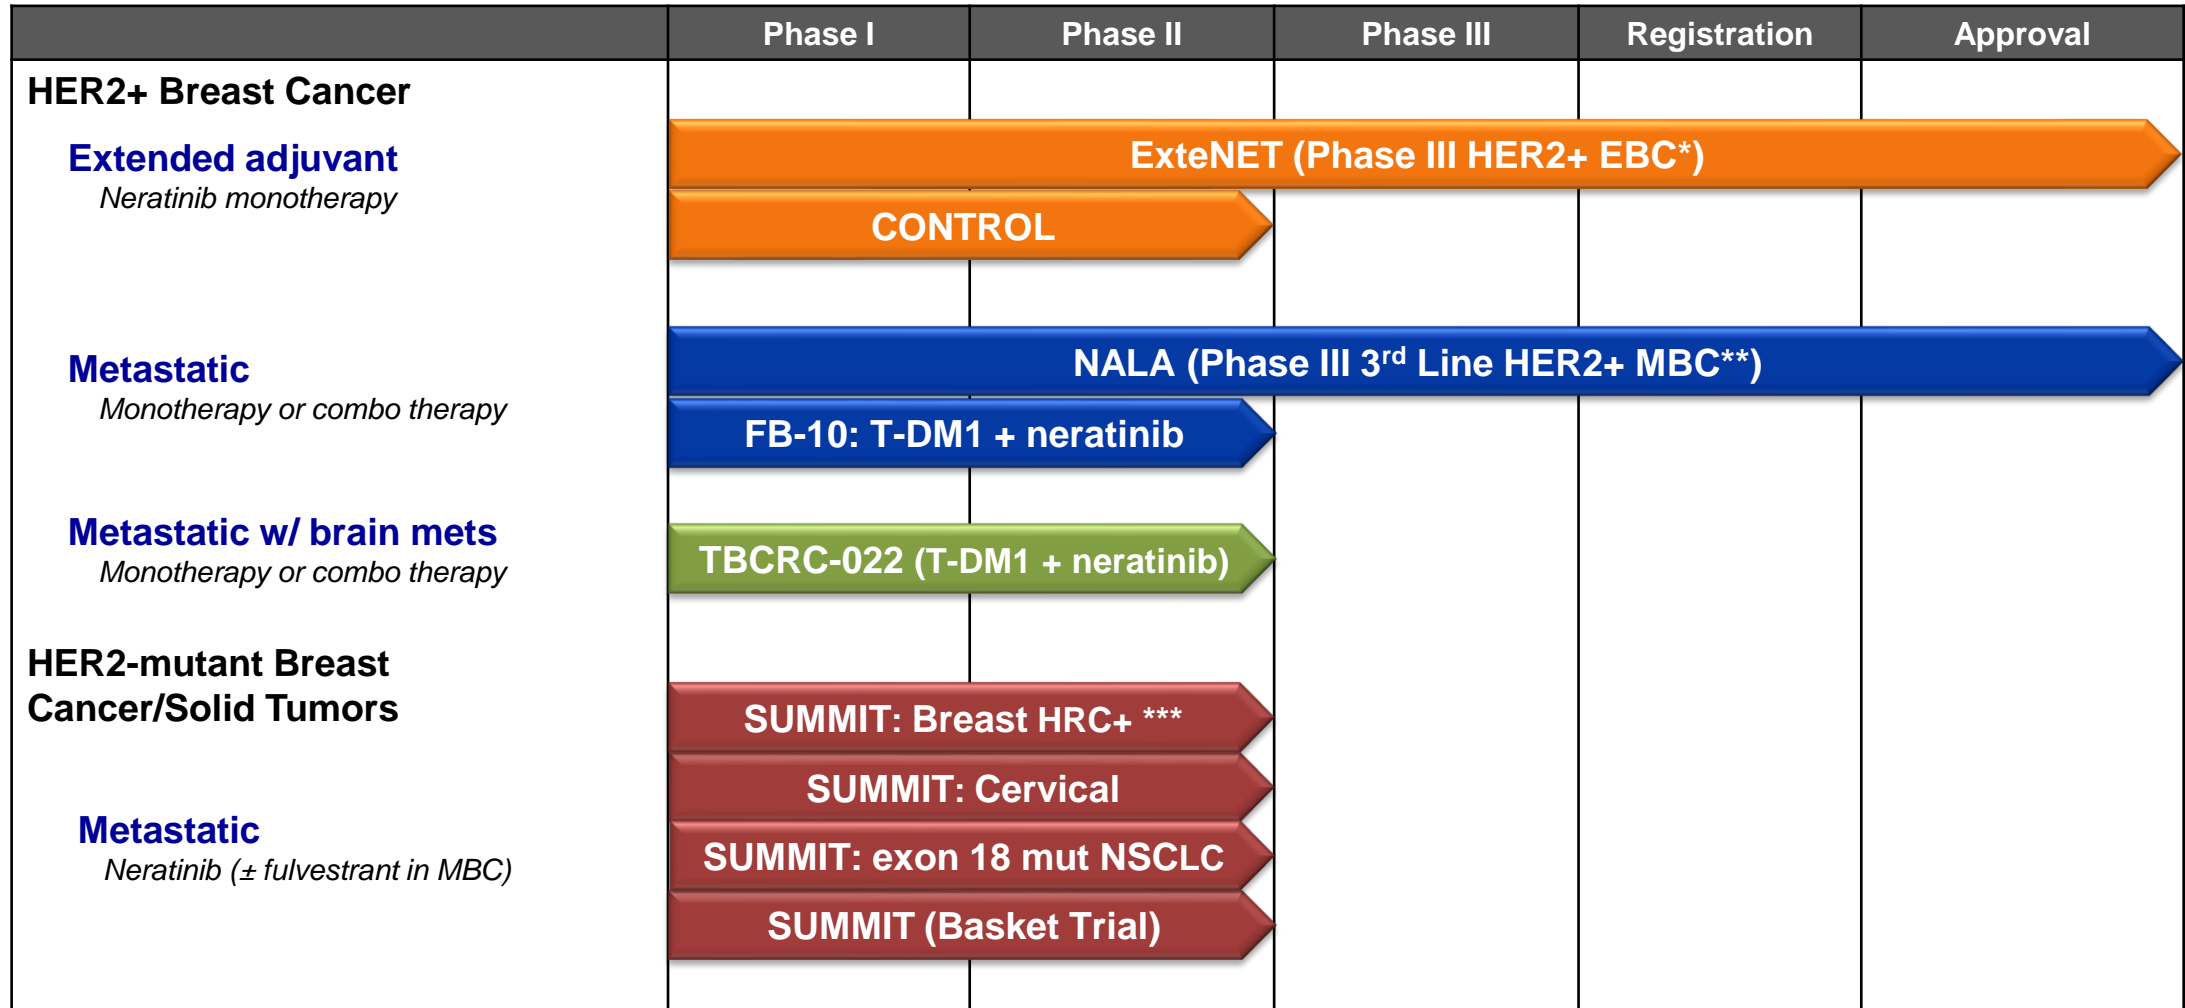 Phase I Phase II Phase III Registration Approval
HER2+ Breast Cancer
Extended adjuvant
Neratinib monotherapy
ExteNET (Phase III HER2+ EBC*)
CONTROL
Metastatic
Monotherapy or combo therapy
NALA (Phase III 3rd Line HER2+ MBC**)
FB-10: T-DM1 + neratinib
Metastatic w/ brain mets
Monotherapy or combo therapy
TBCRC-022 (T-DM1 + neratinib)
HER2-mutant Breast
Cancer/Solid Tumors
SUMMIT: Breast HRC+ ***
SUMMIT: Cervical
Metastatic
Neratinib (± fulvestrant in MBC)
SUMMIT: exon 18 mut NSCLC
SUMMIT (Basket Trial)